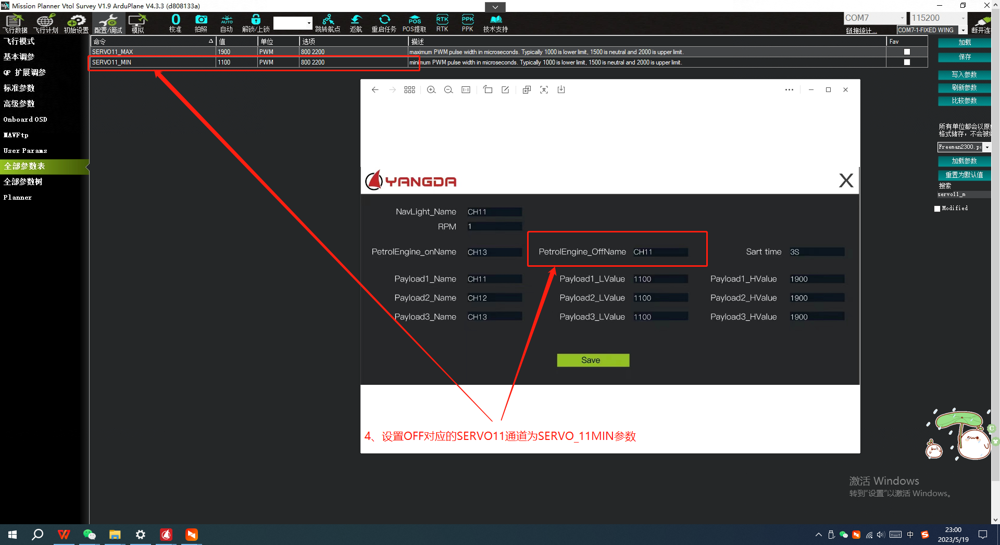 Mission Planner Vtol Survey V1.9 ArduPlane V4.3.3 (d808133a)
飞行数据 飞行计划 初始设置 配置/调试 模拟 校准 拍照 自动 解锁/上锁 跳转航点 返航 重启任务 POS提取 RTK PPK 技术支持
AUTO POS RTK PPK
COM7 115200
链接统计... COM7-1-FIXED WING 断开连
飞行模式
基本调参
QP 扩展调参
标准参数
高级参数
Onboard OSD
MAVFtp
User Params
全部参数表
全部参数树
Planner
命令 值 单位 选项 描述 Fav
SERVO11_MAX 1900 PWM 800 2200 maximum PWM pulse width in microseconds. Typically 1000 is lower limit, 1500 is neutral and 2000 is upper limit.
SERVO11_MIN 1100 PWM 800 2200 minimum PWM pulse width in microseconds. Typically 1000 is lower limit, 1500 is neutral and 2000 is upper limit.
加载
保存
写入参数
刷新参数
比较参数
所有单位都会以原
格式储存，不会被
Freeman2300.p
加载参数
重置为默认值
搜索
servo11_m
Modified
YANGDA X
NavLight_Name CH11
RPM 1
PetrolEngine_onName CH13 PetrolEngine_OffName CH11 Sart time 3S
Payload1_Name CH11 Payload1_LValue 1100 Payload1_HValue 1900
Payload2_Name CH12 Payload2_LValue 1100 Payload2_HValue 1900
Payload3_Name CH13 Payload3_LValue 1100 Payload3_HValue 1900
Save
4、设置OFF对应的SERVO11通道为SERVO_11MIN参数
激活 Windows
转到"设置"以激活 Windows。
中
23:00
2023/5/19